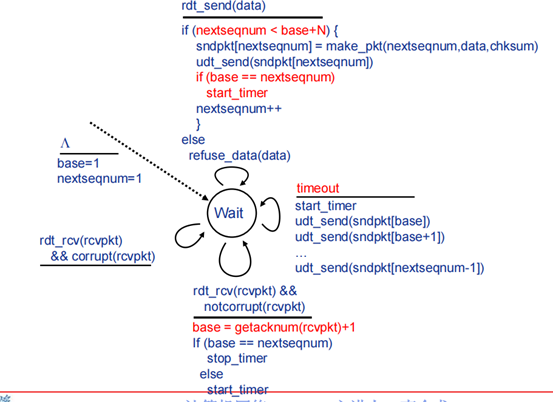 rdt_send(data)
if (nextseqnum < base+N) {
sndpkt[nextseqnum] = make_pkt(nextseqnum,data,chksum)
udt_send(sndpkt[nextseqnum])
if (base == nextseqnum)
start_timer
nextseqnum++
}
else
refuse_data(data)
Λ
base=1
nextseqnum=1
Wait
timeout
start_timer
udt_send(sndpkt[base])
udt_send(sndpkt[base+1])
…
udt_send(sndpkt[nextseqnum-1])
rdt_rcv(rcvpkt)
&& corrupt(rcvpkt)
rdt_rcv(rcvpkt) &&
notcorrupt(rcvpkt)
base = getacknum(rcvpkt)+1
If (base == nextseqnum)
stop_timer
else
start_timer